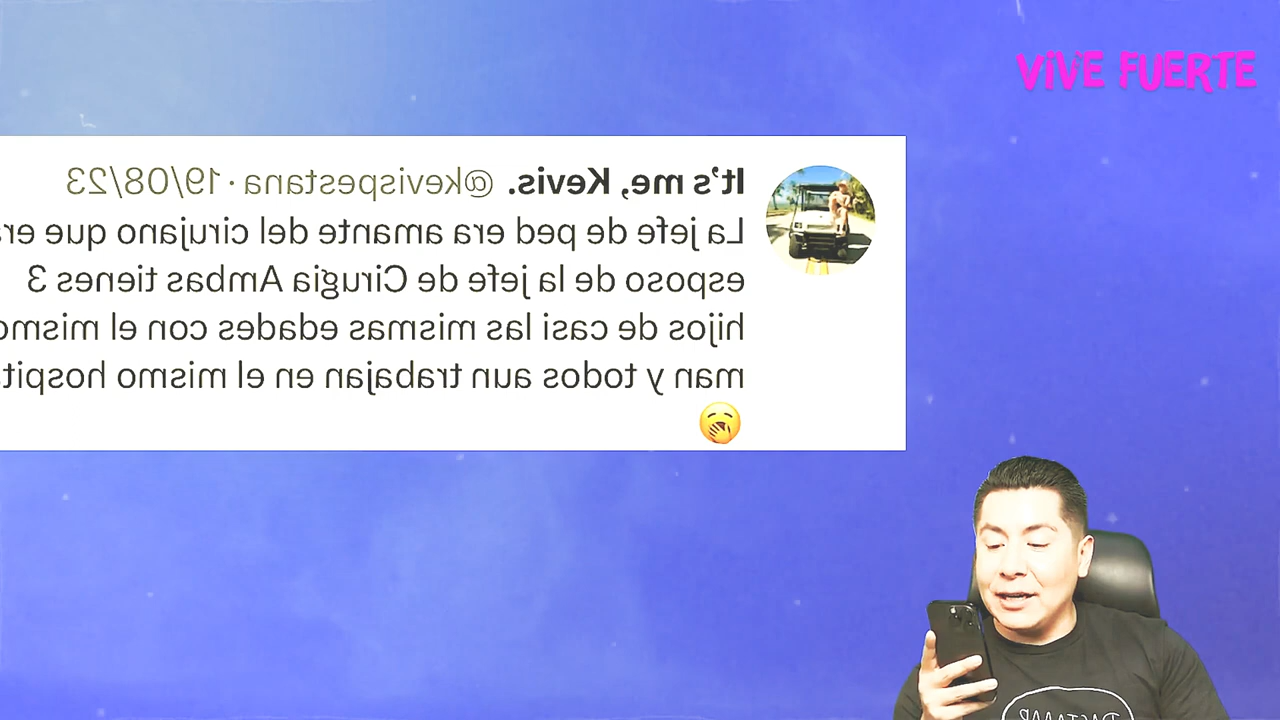 VIVE FUERTE
It's me, Kevis. @kevispestana · 19/08/23
La jefe de ped era amante del cirujano que era
esposo de la jefe de Cirugia Ambas tienes 3
hijos de casi las mismas edades con el mismo
man y todos aun trabajan en el mismo